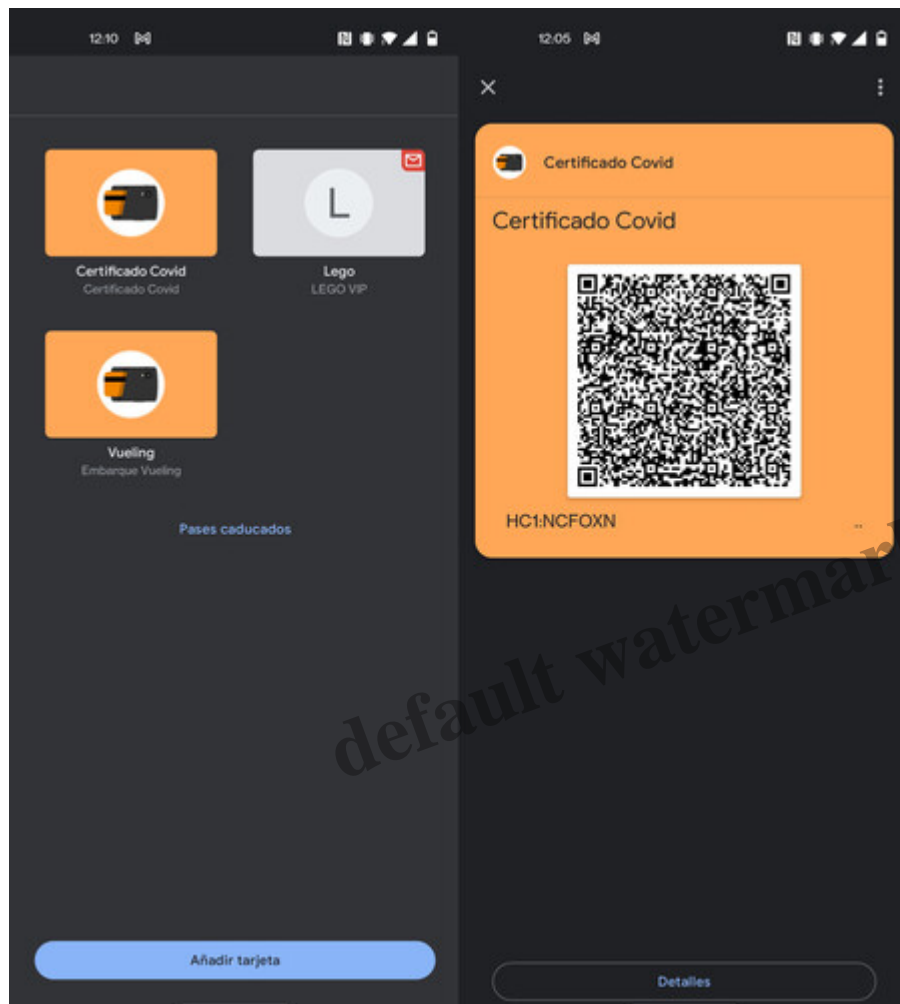 12:10
Certificado Covid
Certificado Covid
L
Lego
LEGO VIP
Vueling
Embarque Vueling
Pases caducados
Añadir tarjeta
12:05
Certificado Covid
Certificado Covid
HC1:NCFOXN
..
Detalles
default watermark